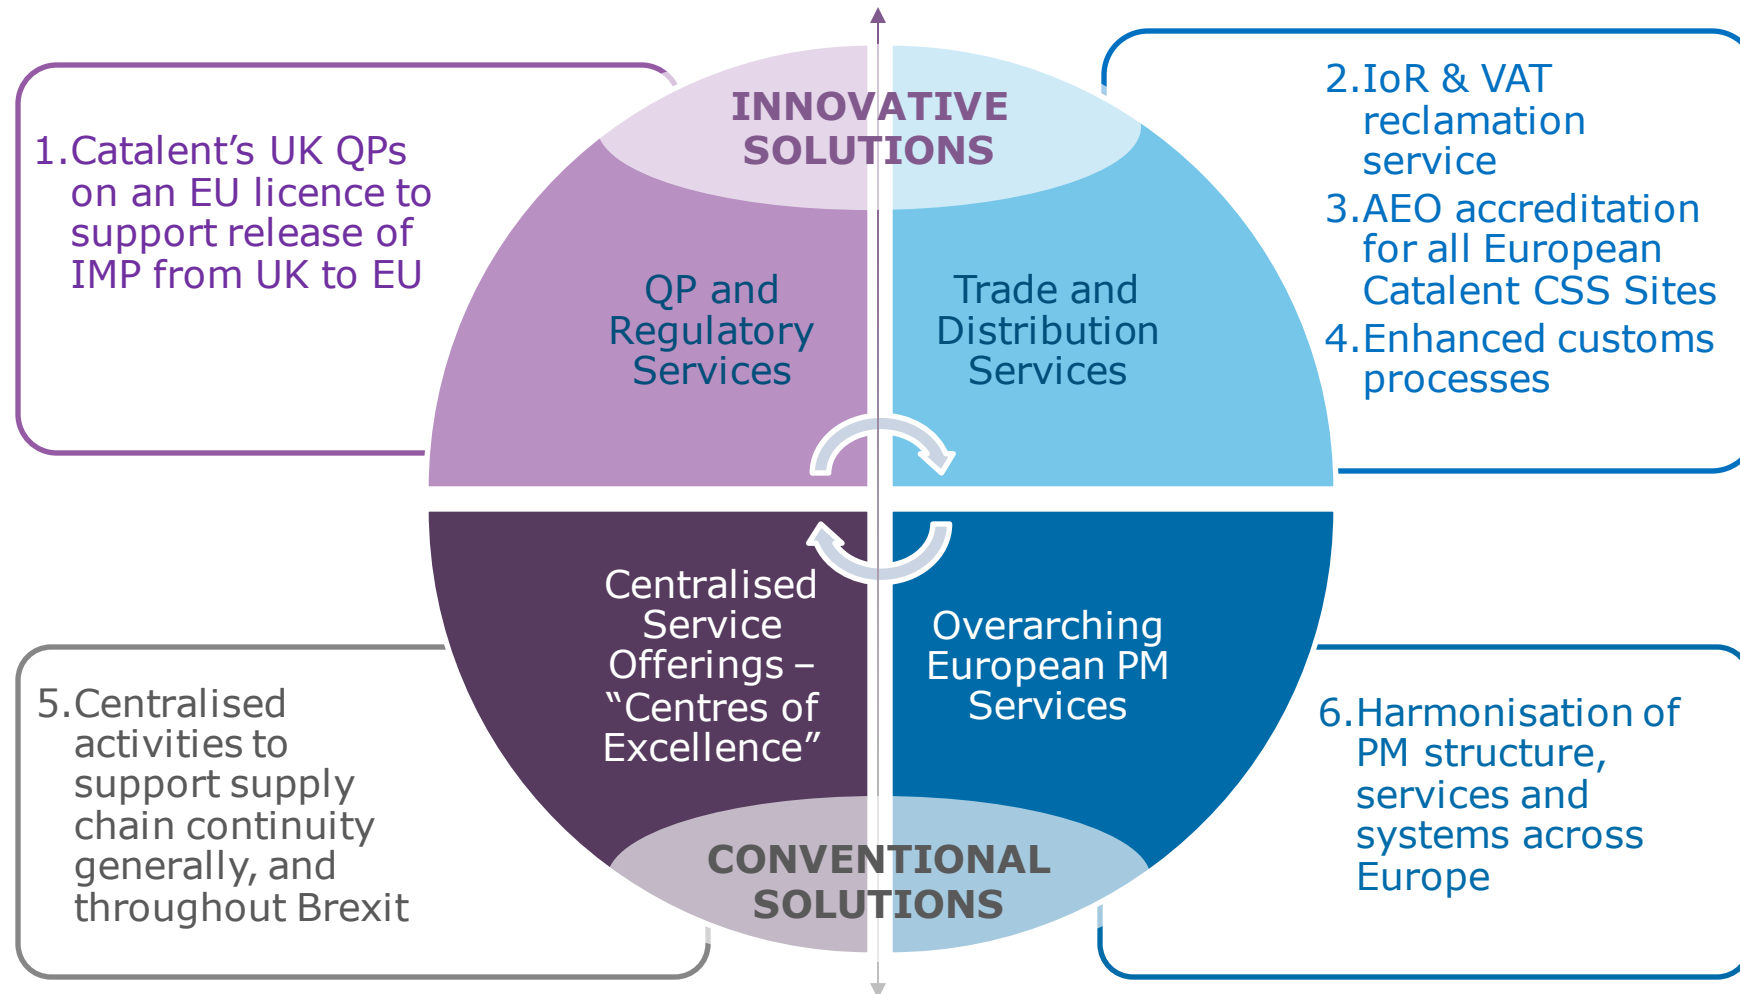 INNOVATIVE
SOLUTIONS
1.Catalent’s UK QPs
on an EU licence to
support release of
IMP from UK to EU
QP and
Regulatory
Services
Trade and
Distribution
Services
2.IoR & VAT
reclamation
service
3.AEO accreditation
for all European
Catalent CSS Sites
4.Enhanced customs
processes
5.Centralised
activities to
support supply
chain continuity
generally, and
throughout Brexit
Centralised
Service
Offerings –
“Centres of
Excellence”
Overarching
European PM
Services
6.Harmonisation of
PM structure,
services and
systems across
Europe
CONVENTIONAL
SOLUTIONS